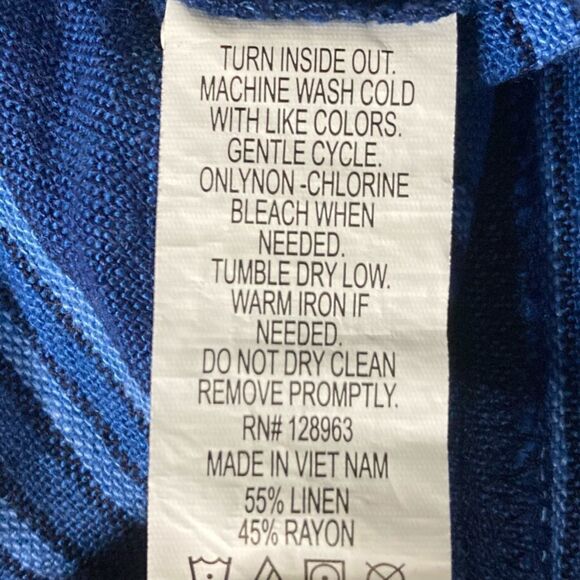 TURN INSIDE OUT.
MACHINE WASH COLD
WITH LIKE COLORS.
GENTLE CYCLE.
ONLYNON -CHLORINE
BLEACH WHEN
NEEDED.
TUMBLE DRY LOW.
WARM IRON IF
NEEDED.
DO NOT DRY CLEAN
REMOVE PROMPTLY.
RN# 128963
MADE IN VIET NAM
55% LINEN
45% RAYON